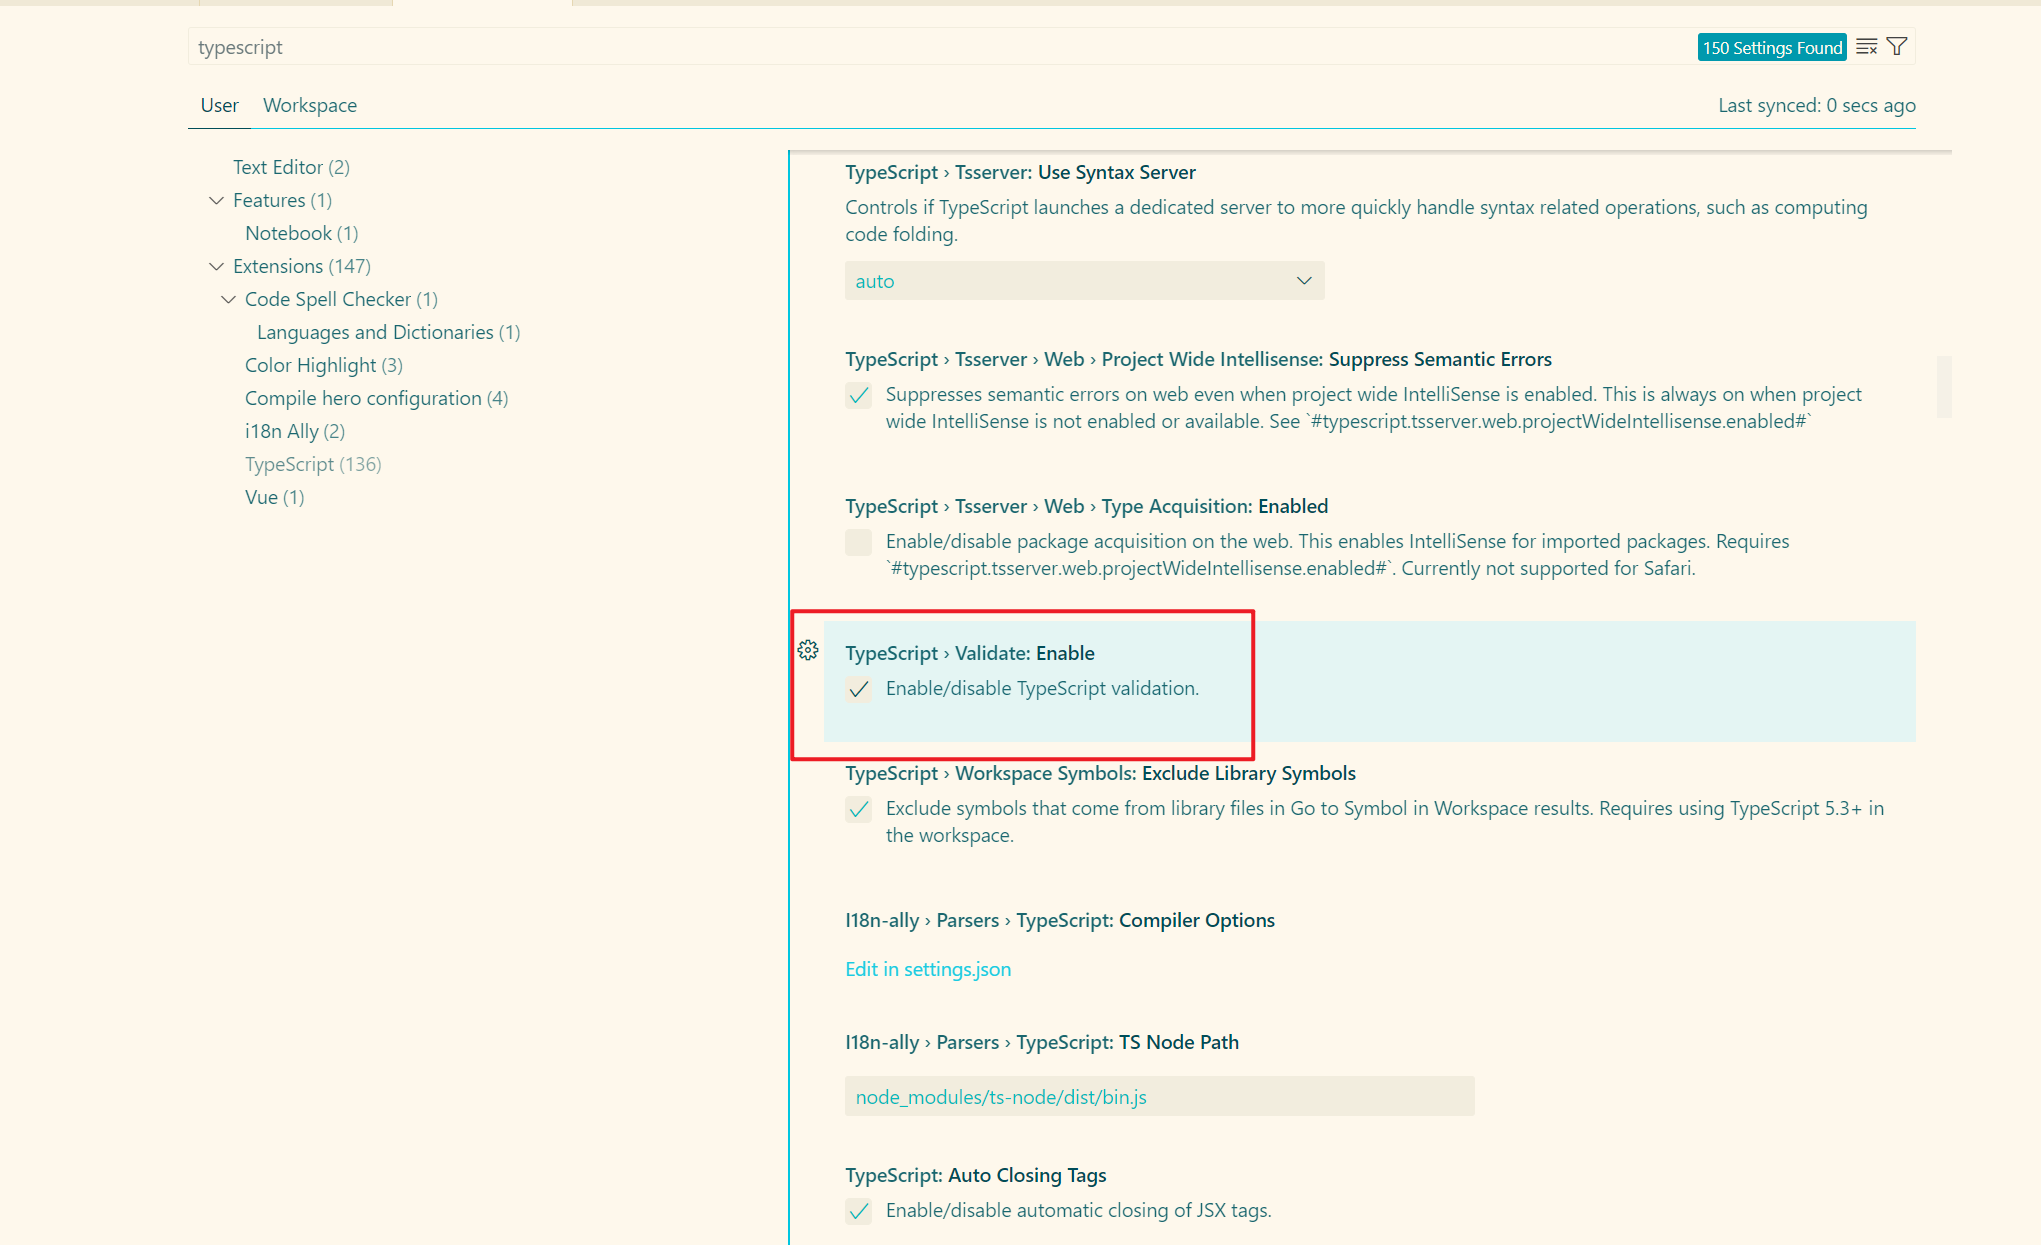 typescript
150 Settings Found
User
Workspace
Last synced: 0 secs ago
Text Editor (2)
Features (1)
Notebook (1)
Extensions (147)
Code Spell Checker (1)
Languages and Dictionaries (1)
Color Highlight (3)
Compile hero configuration (4)
i18n Ally (2)
TypeScript (136)
Vue (1)
TypeScript › Tsserver: Use Syntax Server
Controls if TypeScript launches a dedicated server to more quickly handle syntax related operations, such as computing
code folding.
auto
TypeScript › Tsserver › Web › Project Wide Intellisense: Suppress Semantic Errors
Suppresses semantic errors on web even when project wide IntelliSense is enabled. This is always on when project
wide IntelliSense is not enabled or available. See `#typescript.tsserver.web.projectWideIntellisense.enabled#`
TypeScript › Tsserver › Web › Type Acquisition: Enabled
Enable/disable package acquisition on the web. This enables IntelliSense for imported packages. Requires
`#typescript.tsserver.web.projectWideIntellisense.enabled#`. Currently not supported for Safari.
TypeScript › Validate: Enable
Enable/disable TypeScript validation.
TypeScript › Workspace Symbols: Exclude Library Symbols
Exclude symbols that come from library files in Go to Symbol in Workspace results. Requires using TypeScript 5.3+ in
the workspace.
I18n-ally › Parsers › TypeScript: Compiler Options
Edit in settings.json
I18n-ally › Parsers › TypeScript: TS Node Path
node_modules/ts-node/dist/bin.js
TypeScript: Auto Closing Tags
Enable/disable automatic closing of JSX tags.